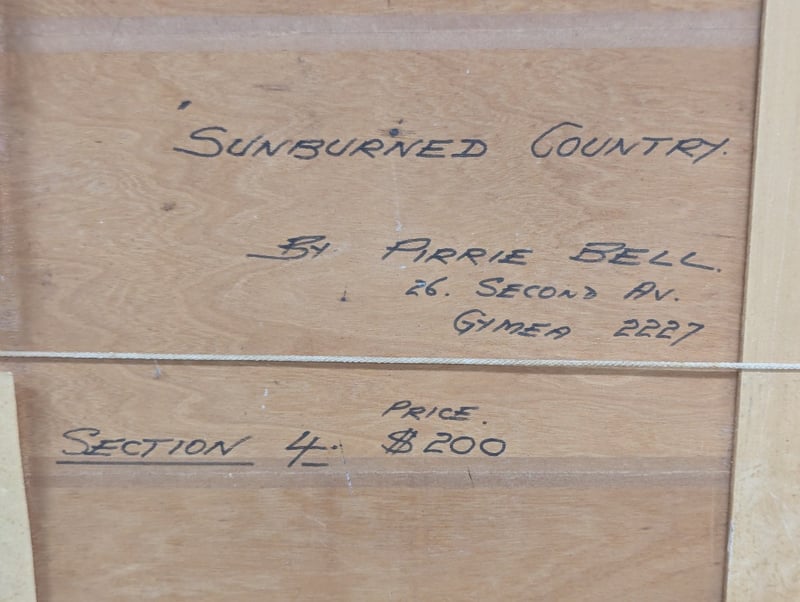 'SUNBURNED COUNTRY.
BY PIRRIE BELL.
26. SECOND AV.
GYMEA 2227
PRICE.
SECTION 4. $200